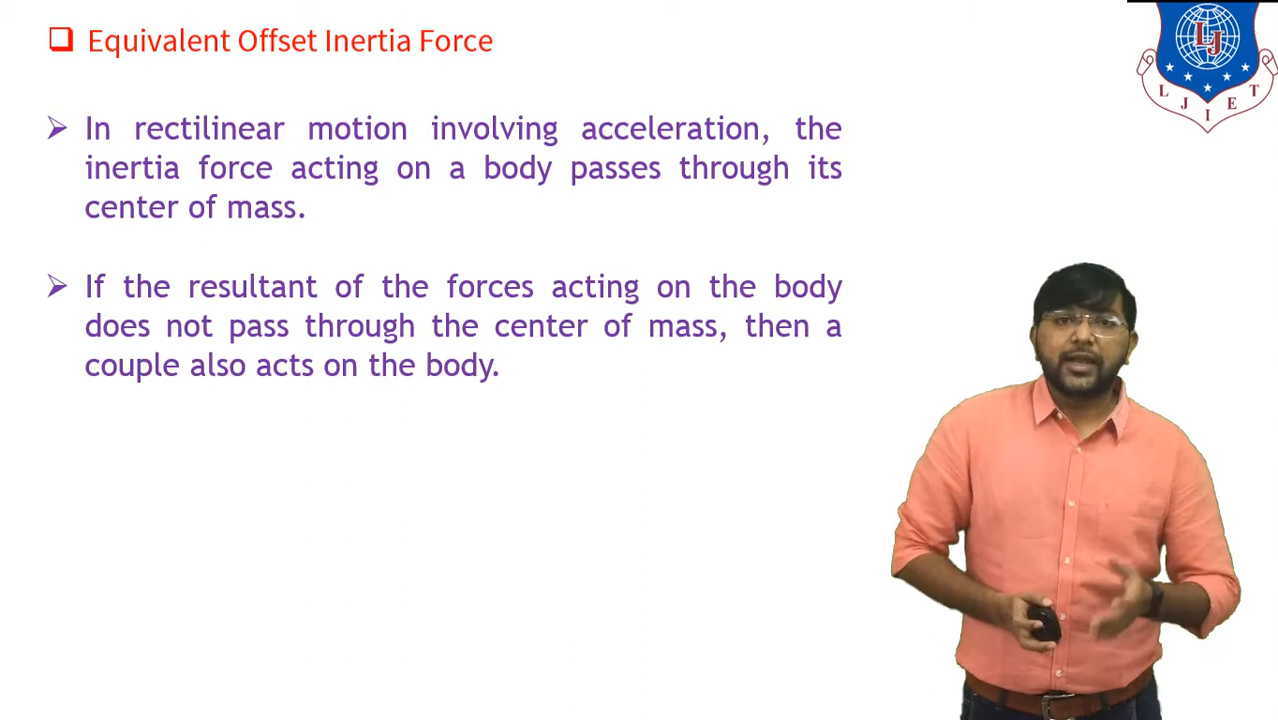 Equivalent Offset Inertia Force
In rectilinear motion involving acceleration, the
inertia force acting on a body passes through its
center of mass.
If the resultant of the forces acting on the body
does not pass through the center of mass, then a
couple also acts on the body.
LJ
L J I E T